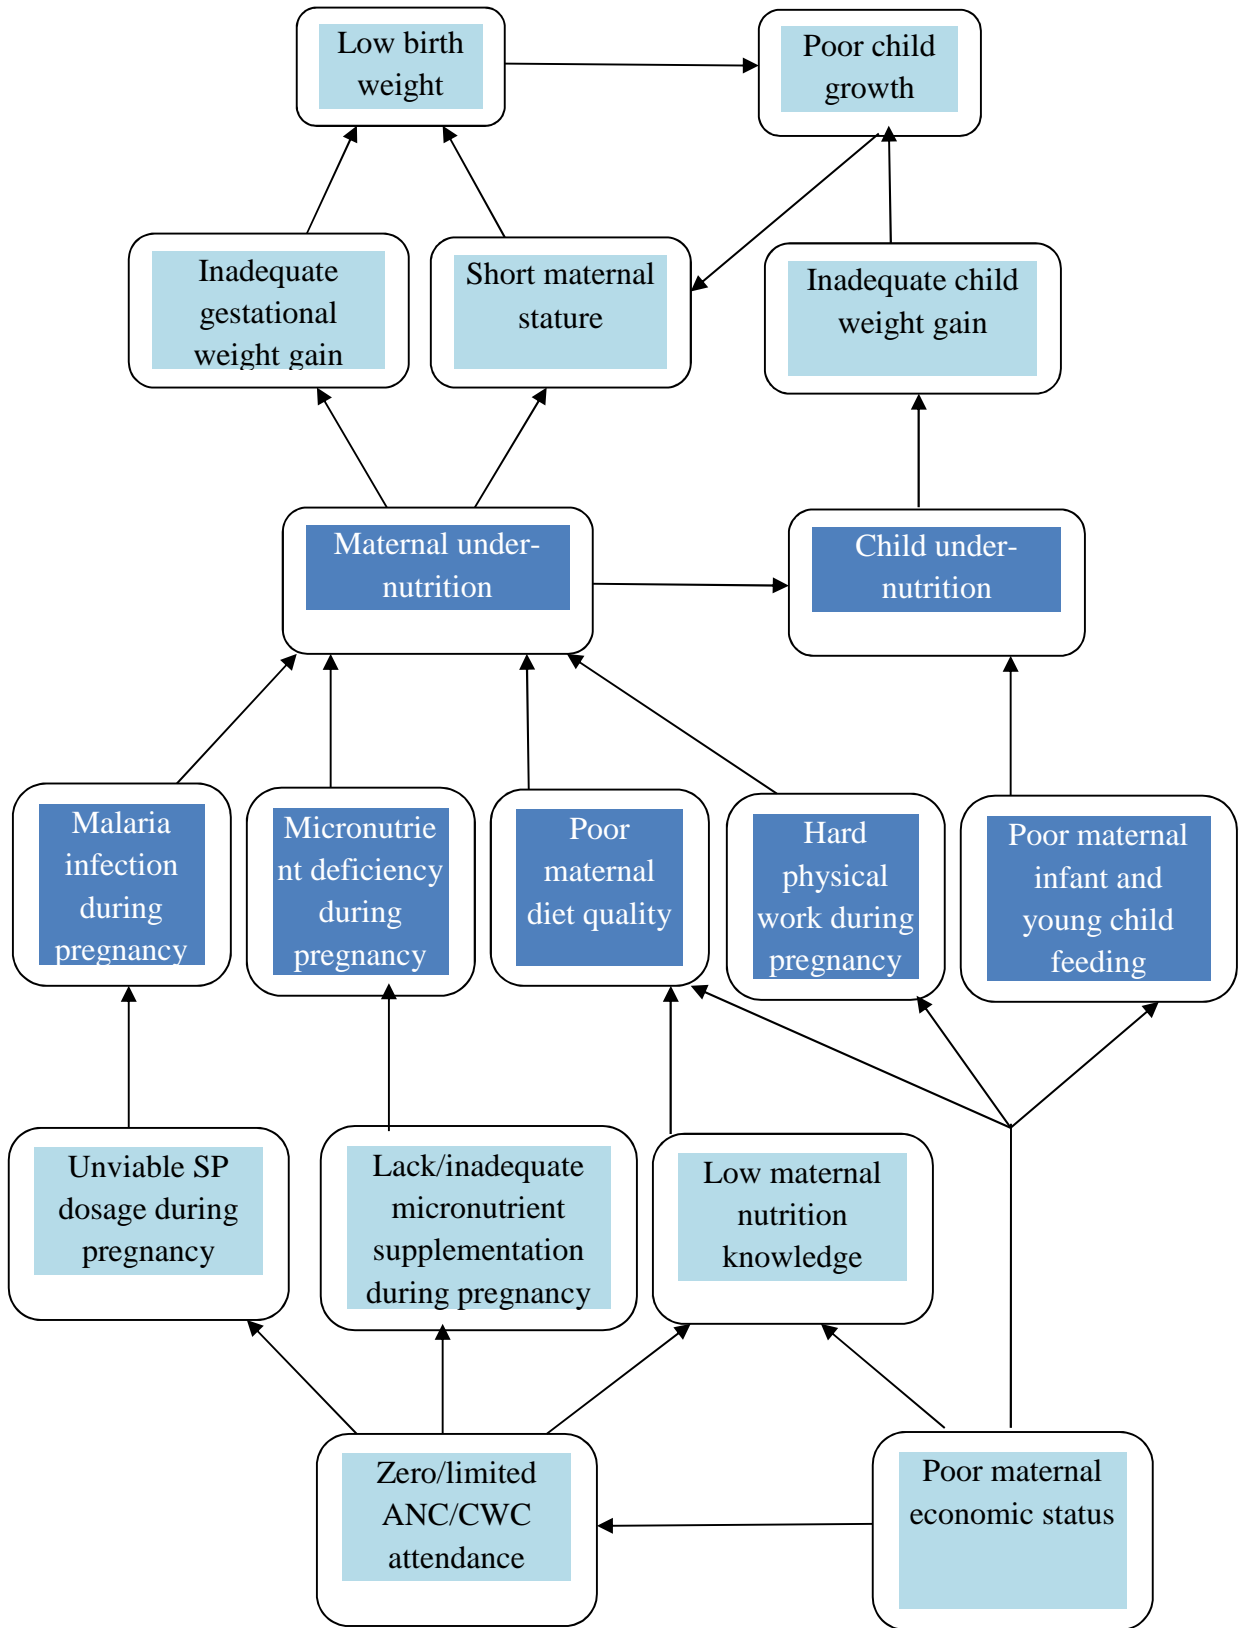 Low birth
weight
Poor child
growth
Inadequate
gestational
weight gain
Short maternal
stature
Inadequate child
weight gain
Maternal under-
nutrition
Child under-
nutrition
Malaria
infection
during
pregnancy
Micronutrie
nt deficiency
during
pregnancy
Poor
maternal
diet quality
Hard
physical
work during
pregnancy
Poor maternal
infant and
young child
feeding
Unviable SP
dosage during
pregnancy
Lack/inadequate
micronutrient
supplementation
during pregnancy
Low maternal
nutrition
knowledge
Zero/limited
ANC/CWC
attendance
Poor maternal
economic status